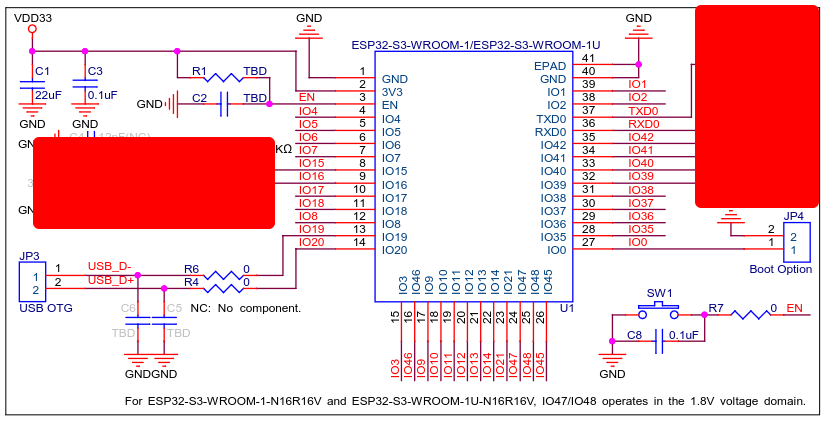 VDD33
GND
GND
ESP32-S3-WROOM-1/ESP32-S3-WROOM-1U
C1
C3
R1
TBD
22uF
0.1uF
GND
C2
TBD
GND
GND
EN
IO4
IO5
IO6
IO7
IO15
IO16
IO17
IO18
IO8
IO19
IO20
1
2
3
4
5
6
7
8
9
10
11
12
13
14
GND
3V3
EN
IO4
IO5
IO6
IO7
IO15
IO16
IO17
IO18
IO8
IO19
IO20
EPAD
GND
IO1
IO2
TXD0
RXD0
IO42
IO41
IO40
IO39
IO38
IO37
IO36
IO35
IO0
41
40
39
38
37
36
35
34
33
32
31
30
29
28
27
IO1
IO2
TXD0
RXD0
IO42
IO41
IO40
IO39
IO38
IO37
IO36
IO35
IO0
KΩ
JP4
2
1
2
1
Boot Option
JP3
1
2
1
2
USB OTG
USB_D-
USB_D+
R6
0
R4
0
NC: No component.
C6
C5
TBD
TBD
GND
GND
IO3
IO46
IO9
IO10
IO11
IO12
IO13
IO14
IO21
IO47
IO48
IO45
U1
15
16
17
18
19
20
21
22
23
24
25
26
IO3
IO46
IO9
IO10
IO11
IO12
IO13
IO14
IO21
IO47
IO48
IO45
SW1
R7
0
EN
C8
0.1uF
GND
For ESP32-S3-WROOM-1-N16R16V and ESP32-S3-WROOM-1U-N16R16V, IO47/IO48 operates in the 1.8V voltage domain.